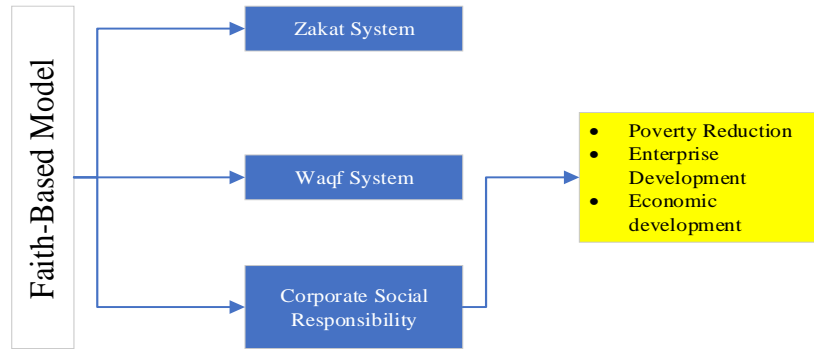 Faith-Based Model
Zakat System
Waqf System
Corporate Social
Responsibility
• Poverty Reduction
• Enterprise
Development
• Economic
development